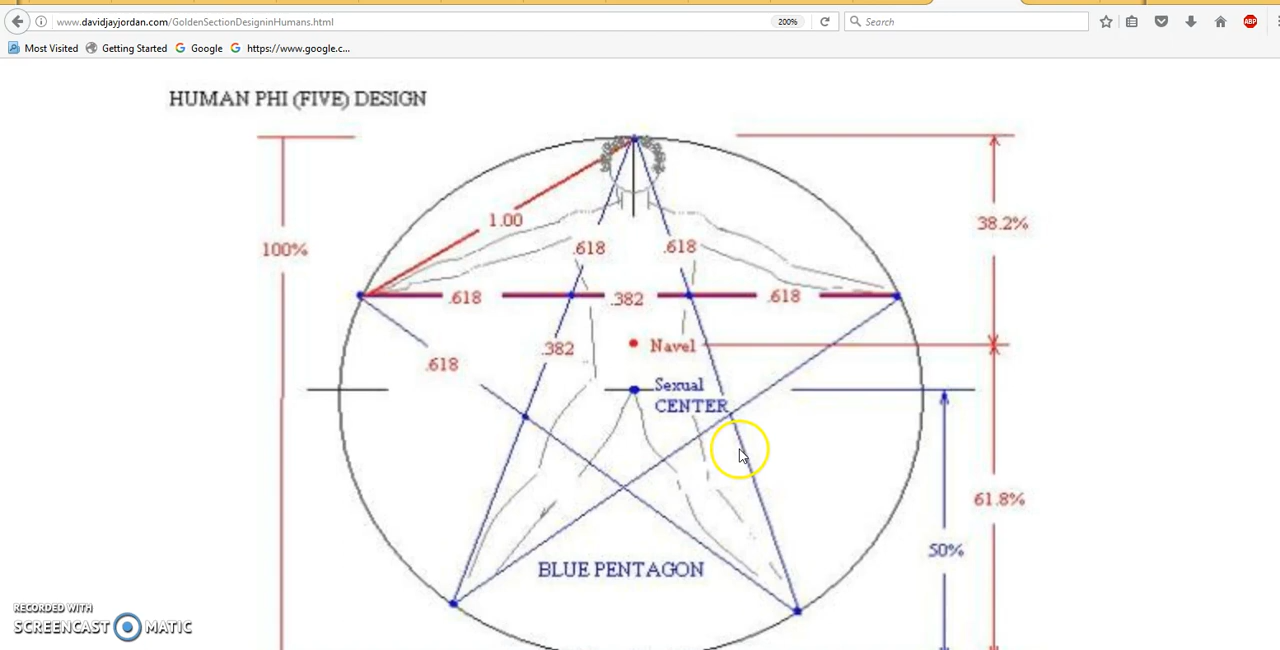 www.davidjayjordan.com/GoldenSectionDesigninHumans.html
200%
Search
ABP
Most Visited
Getting Started
Google
https://www.google.c...
HUMAN PHI (FIVE) DESIGN
1.00
38.2%
100%
.618
.618
.618
.382
.618
Navel
.382
.618
Sexual
CENTER
61.8%
50%
BLUE PENTAGON
RECORDED WITH
SCREENCAST MATIC